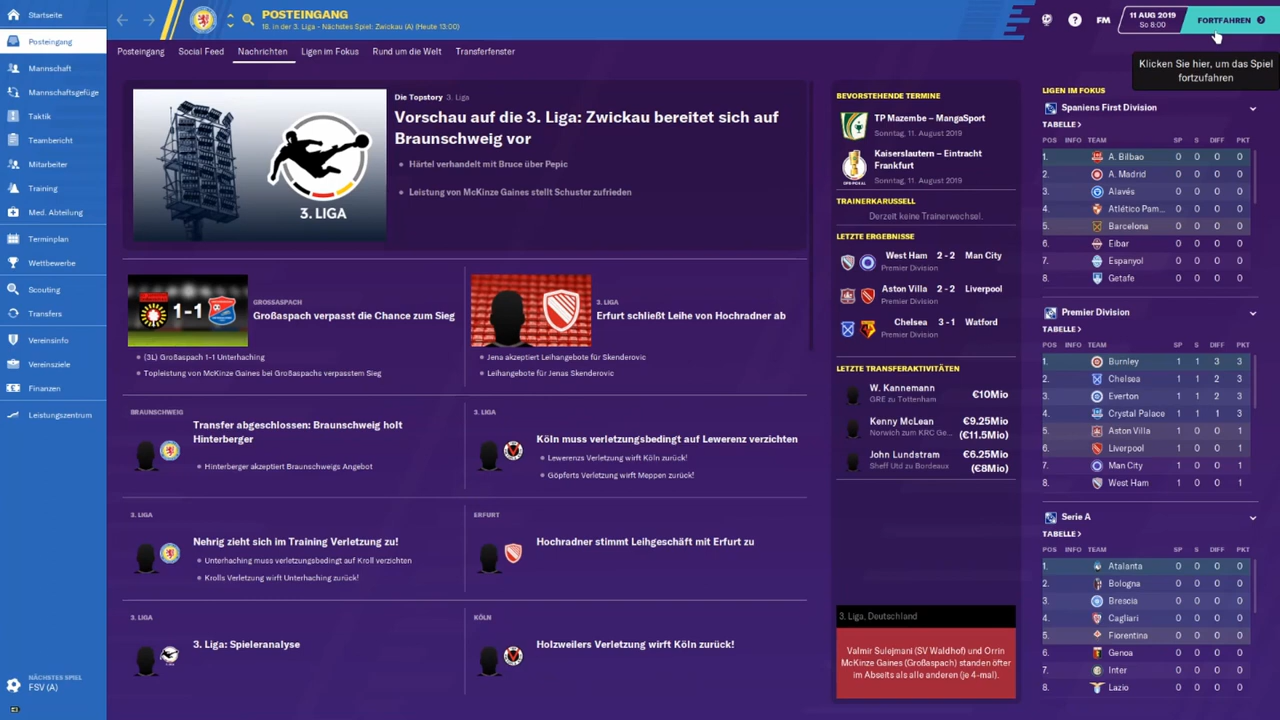 Startseite
Posteingang
Mannschaft
Mannschaftsgefüge
Taktik
Teambericht
Mitarbeiter
Training
Med. Abteilung
Terminplan
Wettbewerbe
Scouting
Transfers
Vereinsinfo
Vereinsziele
Finanzen
Leistungszentrum
NÄCHSTES SPIEL
FSV (A)
POSTEINGANG
18. in der 3. Liga - Nächstes Spiel: Zwickau (A) (Heute 13:00)
? FM
11 AUG 2019
So 8:00
FORTFAHREN
Klicken Sie hier, um das Spiel
fortzufahren
Posteingang Social Feed Nachrichten Ligen im Fokus Rund um die Welt Transferfenster
3. LIGA
Die Topstory 3. Liga
Vorschau auf die 3. Liga: Zwickau bereitet sich auf
Braunschweig vor
Härtel verhandelt mit Bruce über Pepic
Leistung von McKinze Gaines stellt Schuster zufrieden
1-1
GROSSASPACH
Großaspach verpasst die Chance zum Sieg
(3L) Großaspach 1-1 Unterhaching
Topleistung von McKinze Gaines bei Großaspachs verpasstem Sieg
3. LIGA
Erfurt schließt Leihe von Hochradner ab
Jena akzeptiert Leihangebote für Skenderovic
Leihangebote für Jenas Skenderovic
BRAUNSCHWEIG
Transfer abgeschlossen: Braunschweig holt
Hinterberger
Hinterberger akzeptiert Braunschweigs Angebot
3. LIGA
Köln muss verletzungsbedingt auf Lewerenz verzichten
Lewerenzs Verletzung wirft Köln zurück!
Göpferts Verletzung wirft Meppen zurück!
3. LIGA
Nehrig zieht sich im Training Verletzung zu!
Unterhaching muss verletzungsbedingt auf Kroll verzichten
Krolls Verletzung wirft Unterhaching zurück!
ERFURT
Hochradner stimmt Leihgeschäft mit Erfurt zu
3. LIGA
3. Liga: Spieleranalyse
KÖLN
Holzweilers Verletzung wirft Köln zurück!
BEVORSTEHENDE TERMINE
TP Mazembe – MangaSport
Sonntag, 11. August 2019
Kaiserslautern – Eintracht
Frankfurt
Sonntag, 11. August 2019
TRAINERKARUSSELL
Derzeit keine Trainerwechsel.
LETZTE ERGEBNISSE
West Ham 2 - 2 Man City
Premier Division
Aston Villa 2 - 2 Liverpool
Premier Division
Chelsea 3 - 1 Watford
Premier Division
LETZTE TRANSFERAKTIVITÄTEN
W. Kannemann €10Mio
GRE zu Tottenham
Kenny McLean €9.25Mio
Norwich zum KRC Ge... (€11.5Mio)
John Lundstram €6.25Mio
Sheff Utd zu Bordeaux (€8Mio)
3. Liga, Deutschland
Valmir Sulejmani (SV Waldhof) und Orrin
McKinze Gaines (Großaspach) standen öfter
im Abseits als alle anderen (je 4-mal).
LIGEN IM FOKUS
Spaniens First Division
TABELLE >
POS INFO TEAM SP S DIFF PKT
1. A. Bilbao 0 0 0 0
2. A. Madrid 0 0 0 0
3. Alavés 0 0 0 0
4. Atlético Pam... 0 0 0 0
5. Barcelona 0 0 0 0
6. Eibar 0 0 0 0
7. Espanyol 0 0 0 0
8. Getafe 0 0 0 0
Premier Division
TABELLE >
POS INFO TEAM SP S DIFF PKT
1. Burnley 1 1 3 3
2. Chelsea 1 1 2 3
3. Everton 1 1 2 3
4. Crystal Palace 1 1 1 3
5. Aston Villa 1 0 0 1
6. Liverpool 1 0 0 1
7. Man City 1 0 0 1
8. West Ham 1 0 0 1
Serie A
TABELLE >
POS INFO TEAM SP S DIFF PKT
1. Atalanta 0 0 0 0
2. Bologna 0 0 0 0
3. Brescia 0 0 0 0
4. Cagliari 0 0 0 0
5. Fiorentina 0 0 0 0
6. Genoa 0 0 0 0
7. Inter 0 0 0 0
8. Lazio 0 0 0 0